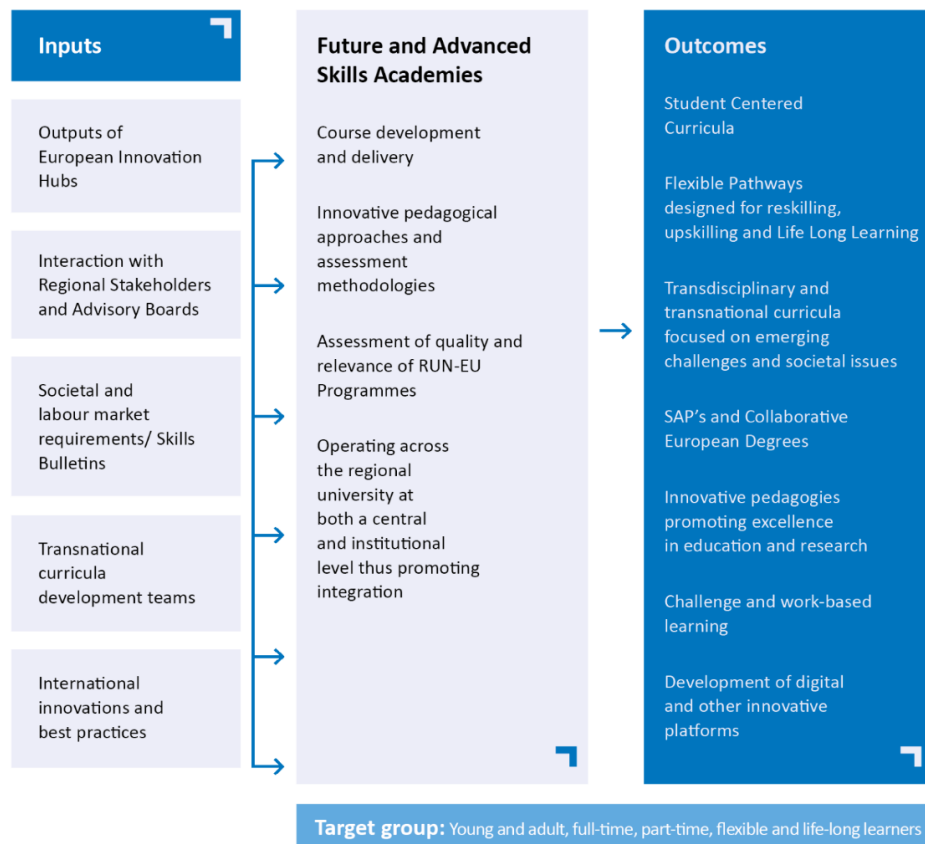 Inputs
Outputs of
European Innovation
Hubs
Interaction with
Regional Stakeholders
and Advisory Boards
Societal and
labour market
requirements/ Skills
Bulletins
Transnational
curricula
development teams
International
innovations and
best practices
Future and Advanced
Skills Academies
Course development
and delivery
Innovative pedagogical
approaches and
assessment
methodologies
Assessment of quality and
relevance of RUN-EU
Programmes
Operating across
the regional
university at
both a central
and institutional
level thus promoting
integration
Outcomes
Student Centered
Curricula
Flexible Pathways
designed for reskilling,
upskilling and Life Long Learning
Transdisciplinary and
transnational curricula
focused on emerging
challenges and societal issues
SAP's and Collaborative
European Degrees
Innovative pedagogies
promoting excellence
in education and research
Challenge and work-based
learning
Development of digital
and other innovative
platforms
Target group: Young and adult, full-time, part-time, flexible and life-long learners